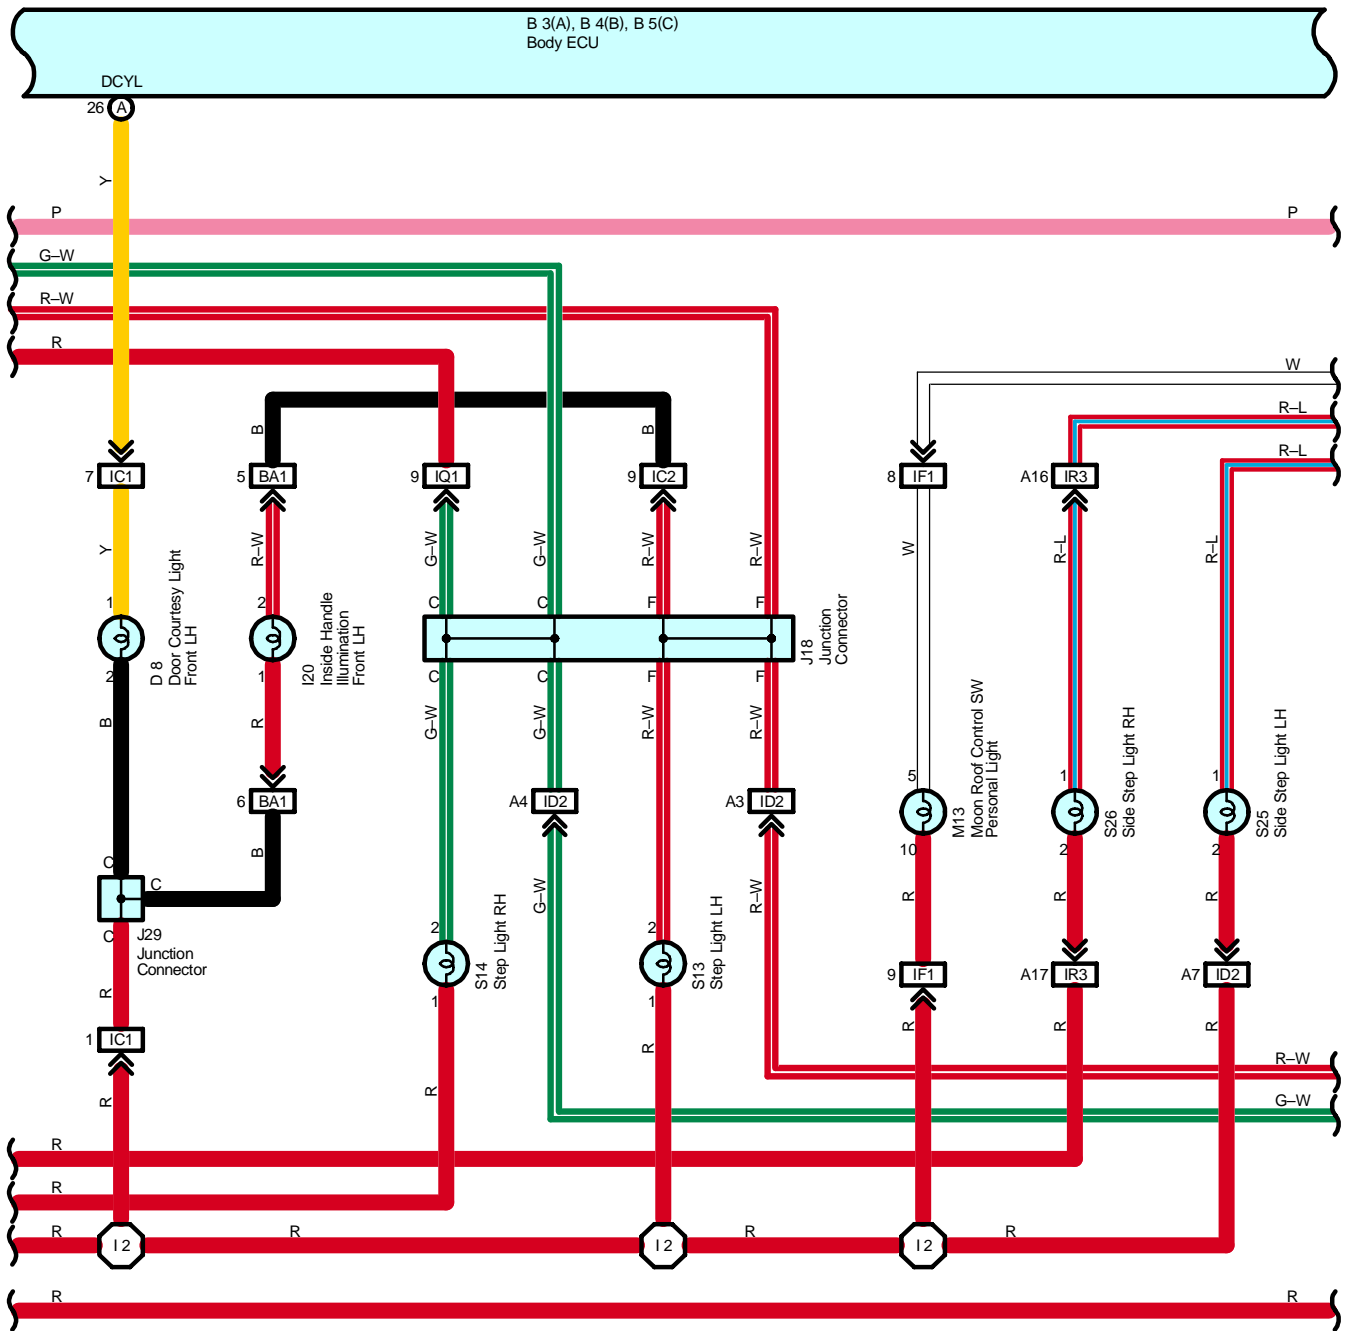 B 3(A), B 4(B), B 5(C)
Body ECU
DCYL
26 A
Y
P P
G–W
R–W
R
W
R–L
R–L
B B
7 IC1
5 BA1
9 IQ1
9 IC2
8 IF1
A16 IR3
Y
R–W
G–W
G–W
R–W
R–W
W
R–L
R–L
1
2
C C F F
D 8
Door Courtesy Light
Front LH
I20
Inside Handle
Illumination
Front LH
J18
Junction
Connector
2
1
C C F F
B
R
G–W
G–W
R–W
R–W
6 BA1
A4 ID2
A3 ID2
5
1
1
M13
Moon Roof Control SW
Personal Light
S26
Side Step Light RH
S25
Side Step Light LH
10
2
2
B
C
C
C
J29
Junction
Connector
G–W
R–W
R
R
R
2
2
S14
Step Light RH
S13
Step Light LH
1
1
9 IF1
A17 IR3
A7 ID2
R
R
R
R
R
1 IC1
R
R
R–W
G–W
R
R
R R R R
I 2
I 2
I 2
R R